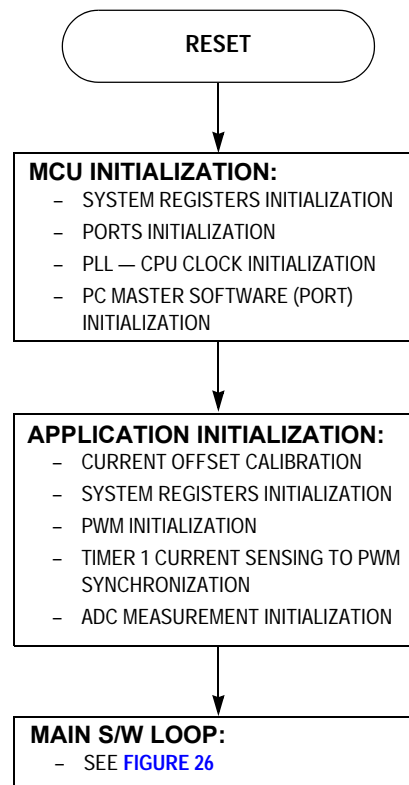 RESET
MCU INITIALIZATION:
– SYSTEM REGISTERS INITIALIZATION
– PORTS INITIALIZATION
– PLL — CPU CLOCK INITIALIZATION
– PC MASTER SOFTWARE (PORT)
INITIALIZATION
APPLICATION INITIALIZATION:
– CURRENT OFFSET CALIBRATION
– SYSTEM REGISTERS INITIALIZATION
– PWM INITIALIZATION
– TIMER 1 CURRENT SENSING TO PWM
SYNCHRONIZATION
– ADC MEASUREMENT INITIALIZATION
MAIN S/W LOOP:
– SEE FIGURE 26